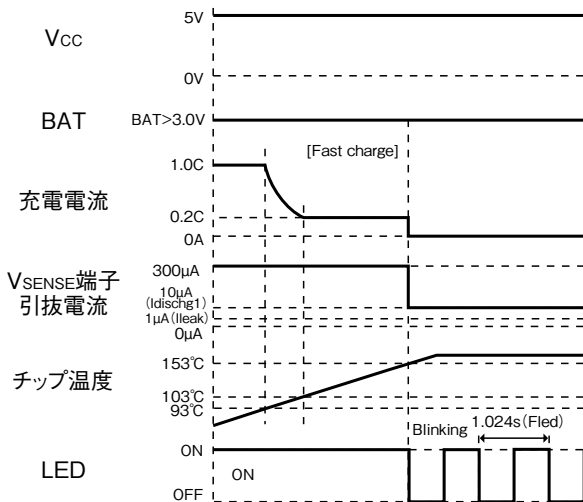 5V
VCC
0V
BAT
BAT>3.0V
[Fast charge]
1.0C
充電電流
0.2C
0A
VSENSE端子
引抜電流
300μA
10μA
(Idischg1)
1μA(Ileak)
0μA
153℃
チップ温度
103℃
93℃
Blinking
1.024s(Fled)
ON
LED
ON
OFF